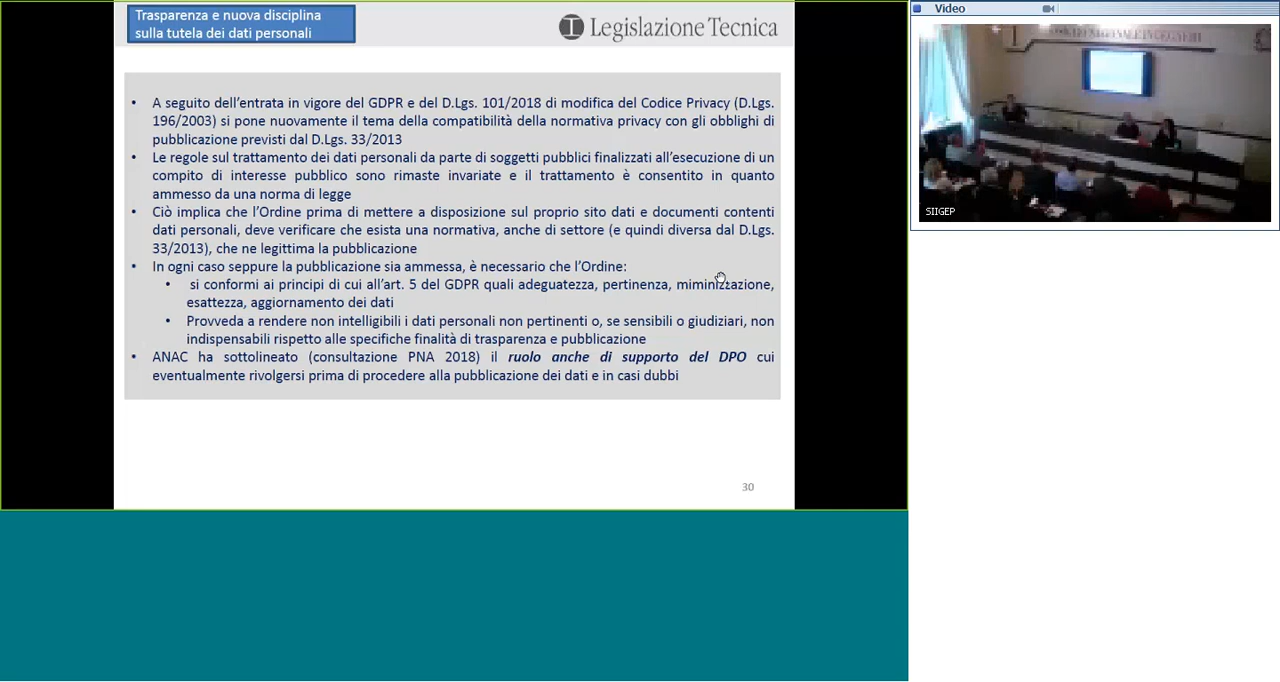 Trasparenza e nuova disciplina
sulla tutela dei dati personali
Legislazione Tecnica
• A seguito dell'entrata in vigore del GDPR e del D.Lgs. 101/2018 di modifica del Codice Privacy (D.Lgs.
196/2003) si pone nuovamente il tema della compatibilità della normativa privacy con gli obblighi di
pubblicazione previsti dal D.Lgs. 33/2013
• Le regole sul trattamento dei dati personali da parte di soggetti pubblici finalizzati all'esecuzione di un
compito di interesse pubblico sono rimaste invariate e il trattamento è consentito in quanto
ammesso da una norma di legge
• Ciò implica che l'Ordine prima di mettere a disposizione sul proprio sito dati e documenti contenti
dati personali, deve verificare che esista una normativa, anche di settore (e quindi diversa dal D.Lgs.
33/2013), che ne legittima la pubblicazione
• In ogni caso seppure la pubblicazione sia ammessa, è necessario che l'Ordine:
• si conformi ai principi di cui all'art. 5 del GDPR quali adeguatezza, pertinenza, miminizzazione,
esattezza, aggiornamento dei dati
• Provveda a rendere non intelligibili i dati personali non pertinenti o, se sensibili o giudiziari, non
indispensabili rispetto alle specifiche finalità di trasparenza e pubblicazione
• ANAC ha sottolineato (consultazione PNA 2018) il ruolo anche di supporto del DPO cui
eventualmente rivolgersi prima di procedere alla pubblicazione dei dati e in casi dubbi
30
Video
SIIGEP